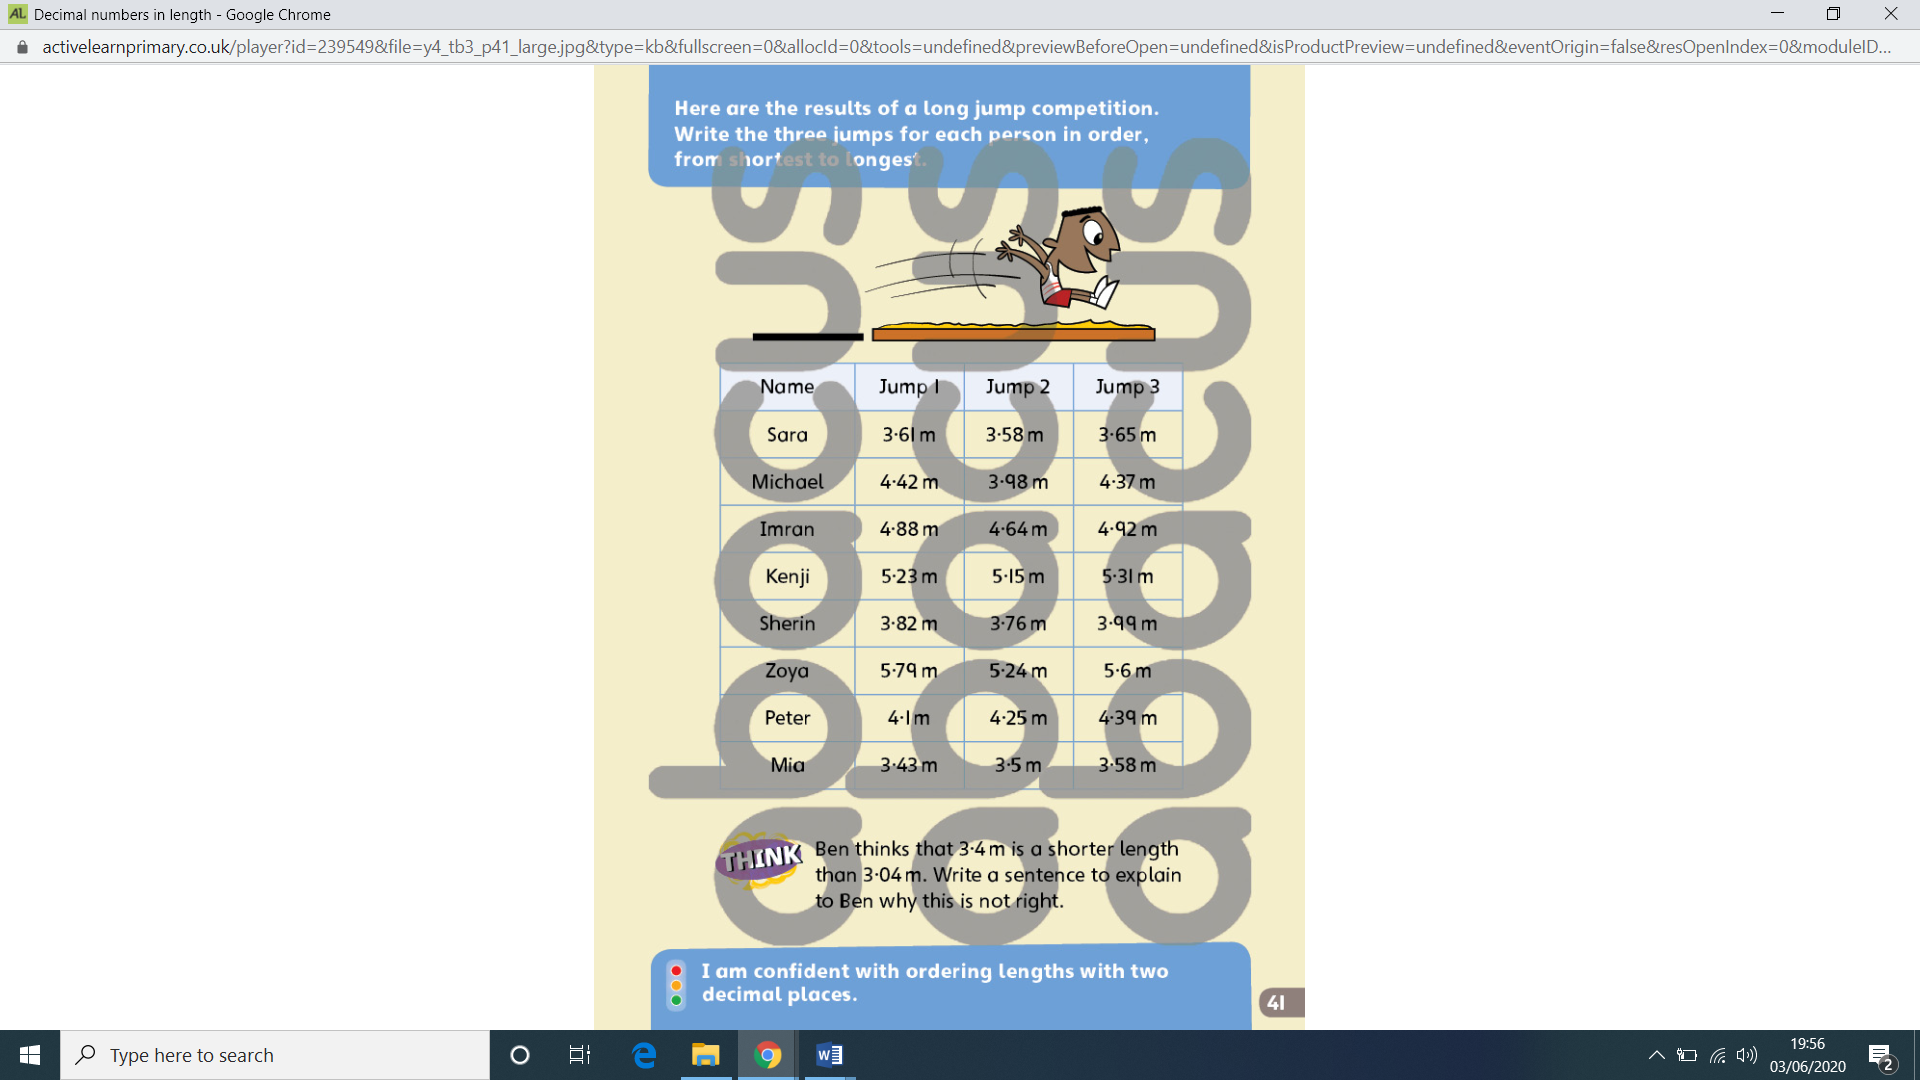 AL Decimal numbers in length - Google Chrome
activelearnprimary.co.uk/player?id=239549&file=y4_tb3_p41_large.jpg&type=kb&fullscreen=0&allocId=0&tools=undefined&previewBeforeOpen=undefined&isProductPreview=undefined&eventOrigin=false&resOpenIndex=0&moduleID...
Here are the results of a long jump competition.
Write the three jumps for each person in order,
from shortest to longest.
Name Jump 1 Jump 2 Jump 3
Sara 3·61 m 3·58 m 3·65 m
Michael 4·42 m 3·98 m 4·37 m
Imran 4·88 m 4·64 m 4·92 m
Kenji 5·23 m 5·15 m 5·31 m
Sherin 3·82 m 3·76 m 3·99 m
Zoya 5·79 m 5·24 m 5·6 m
Peter 4·1 m 4·25 m 4·39 m
Mia 3·43 m 3·5 m 3·58 m
abacus abacus abacus
THINK
Ben thinks that 3·4 m is a shorter length
than 3·04 m. Write a sentence to explain
to Ben why this is not right.
I am confident with ordering lengths with two
decimal places.
41
Type here to search
19:56
03/06/2020
2